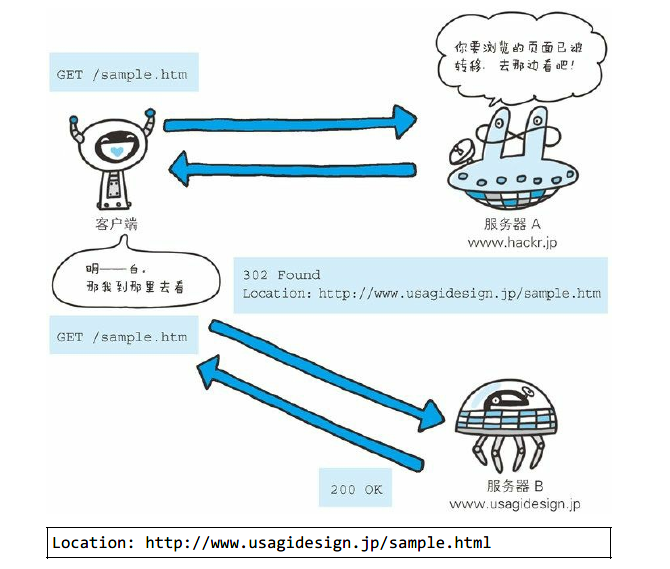 你要浏览的页面已被
转移，去那边看吧！
GET /sample.htm
客户端
服务器 A
www.hackr.jp
明——白，
那我到那里去看
302 Found
Location: http://www.usagidesign.jp/sample.htm
GET /sample.htm
200 OK
服务器 B
www.usagidesign.jp
Location: http://www.usagidesign.jp/sample.html